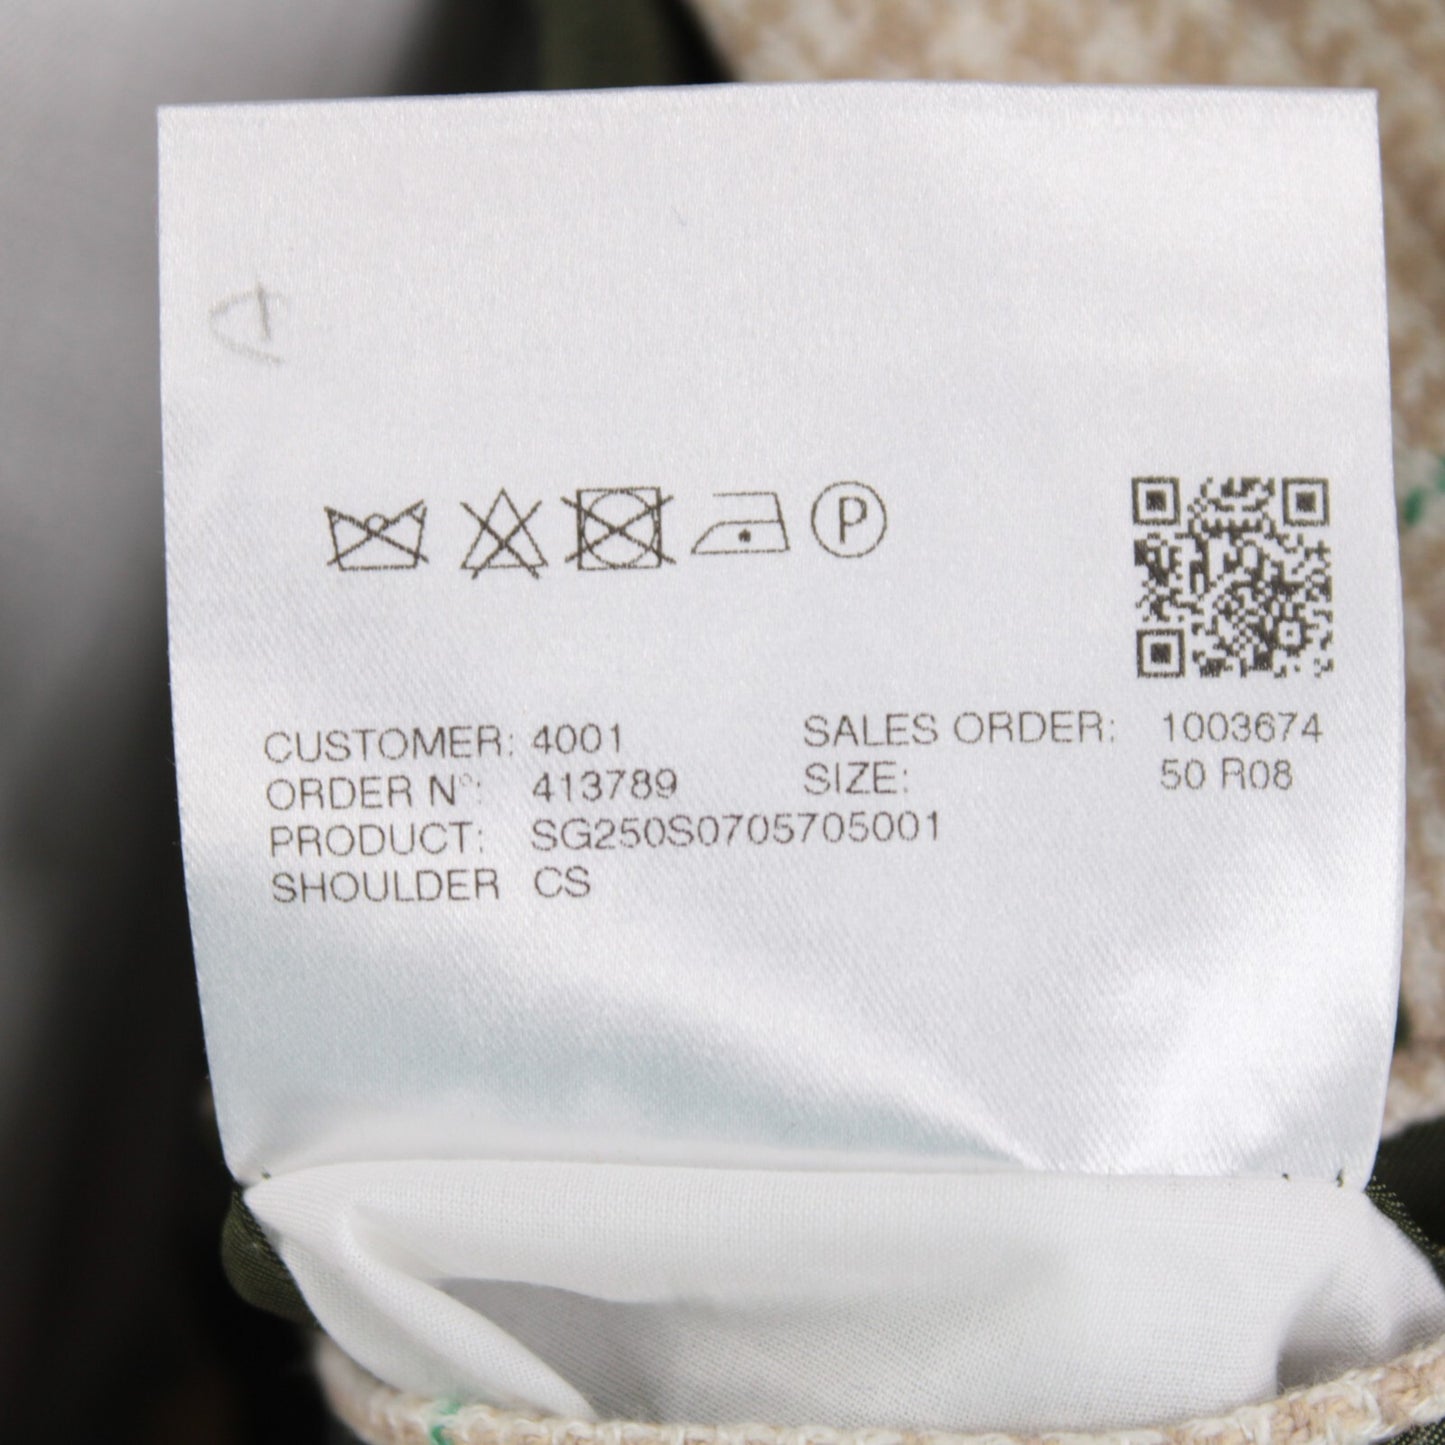 P
CUSTOMER: 4001 SALES ORDER: 1003674
ORDER N°: 413789 SIZE: 50 R08
PRODUCT: SG250S0705705001
SHOULDER CS